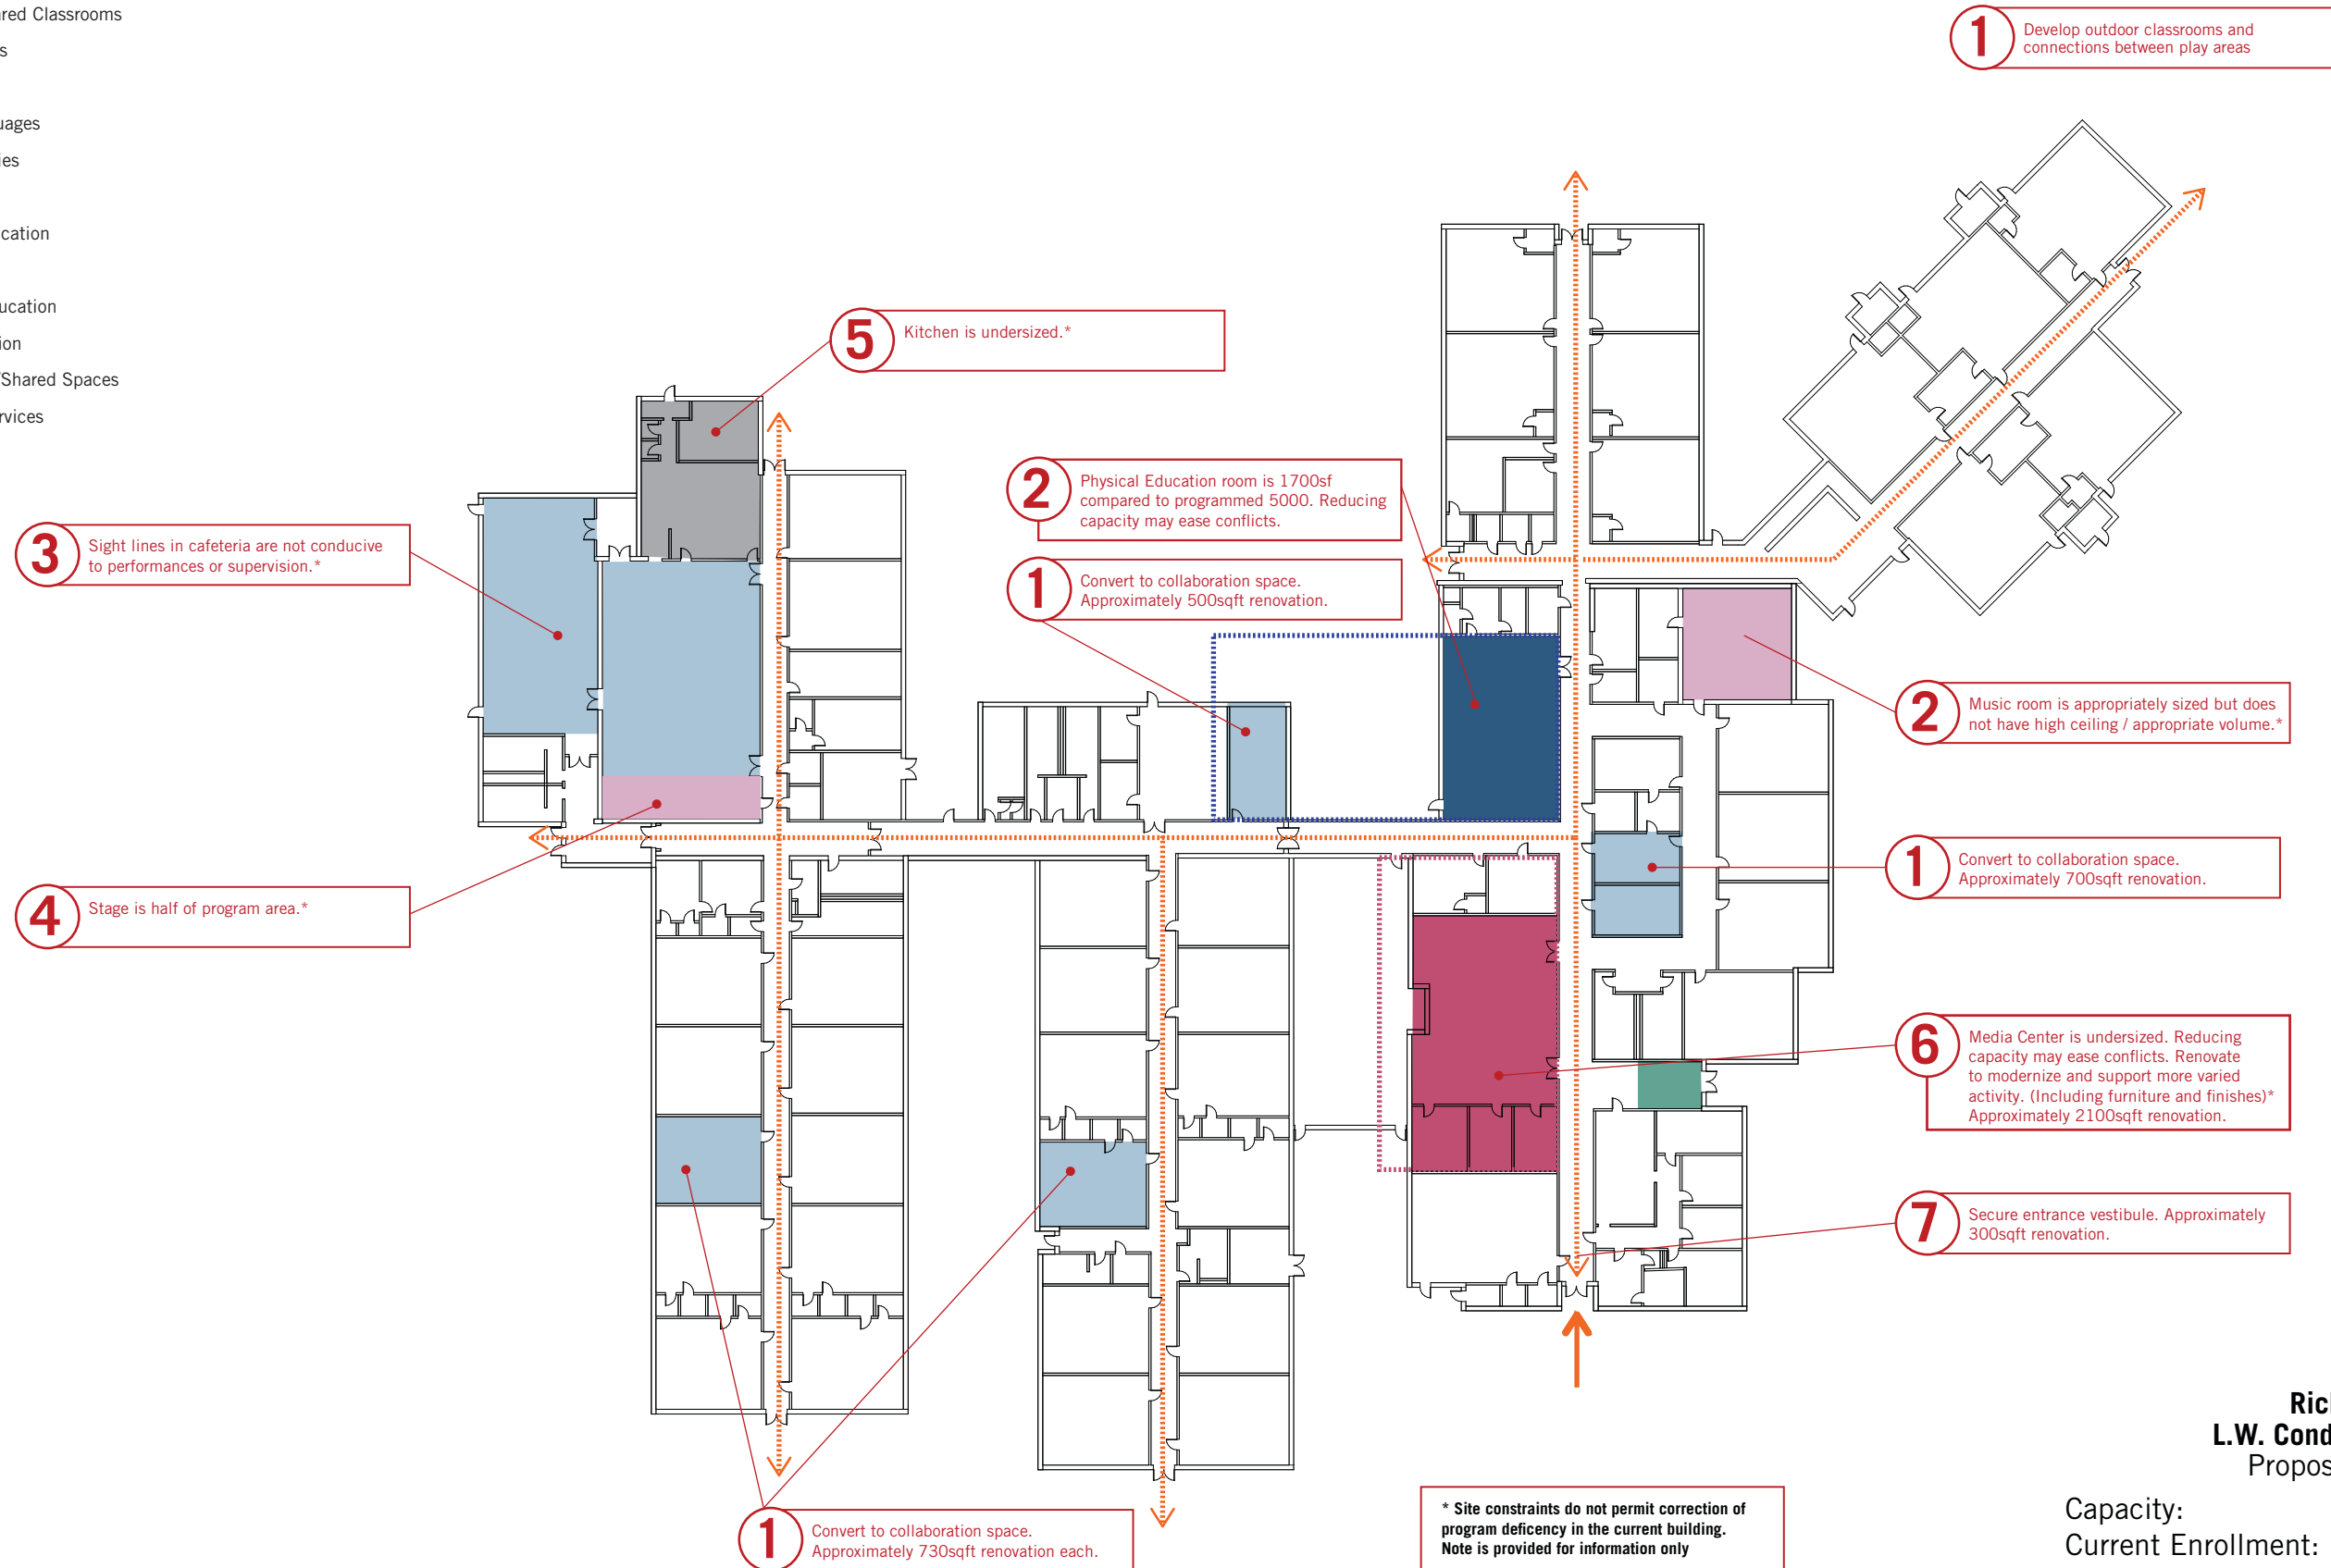 ared Classrooms
s
uages
ies
cation
ucation
ion
/Shared Spaces
ervices
1 Develop outdoor classrooms and
connections between play areas
5 Kitchen is undersized.*
2 Physical Education room is 1700sf
compared to programmed 5000. Reducing
capacity may ease conflicts.
3 Sight lines in cafeteria are not conducive
to performances or supervision.*
1 Convert to collaboration space.
Approximately 500sqft renovation.
2 Music room is appropriately sized but does
not have high ceiling / appropriate volume.*
1 Convert to collaboration space.
Approximately 700sqft renovation.
4 Stage is half of program area.*
6 Media Center is undersized. Reducing
capacity may ease conflicts. Renovate
to modernize and support more varied
activity. (Including furniture and finishes)*
Approximately 2100sqft renovation.
7 Secure entrance vestibule. Approximately
300sqft renovation.
1 Convert to collaboration space.
Approximately 730sqft renovation each.
* Site constraints do not permit correction of
program deficency in the current building.
Note is provided for information only
Rich
L.W. Cond
Propos
Capacity:
Current Enrollment: